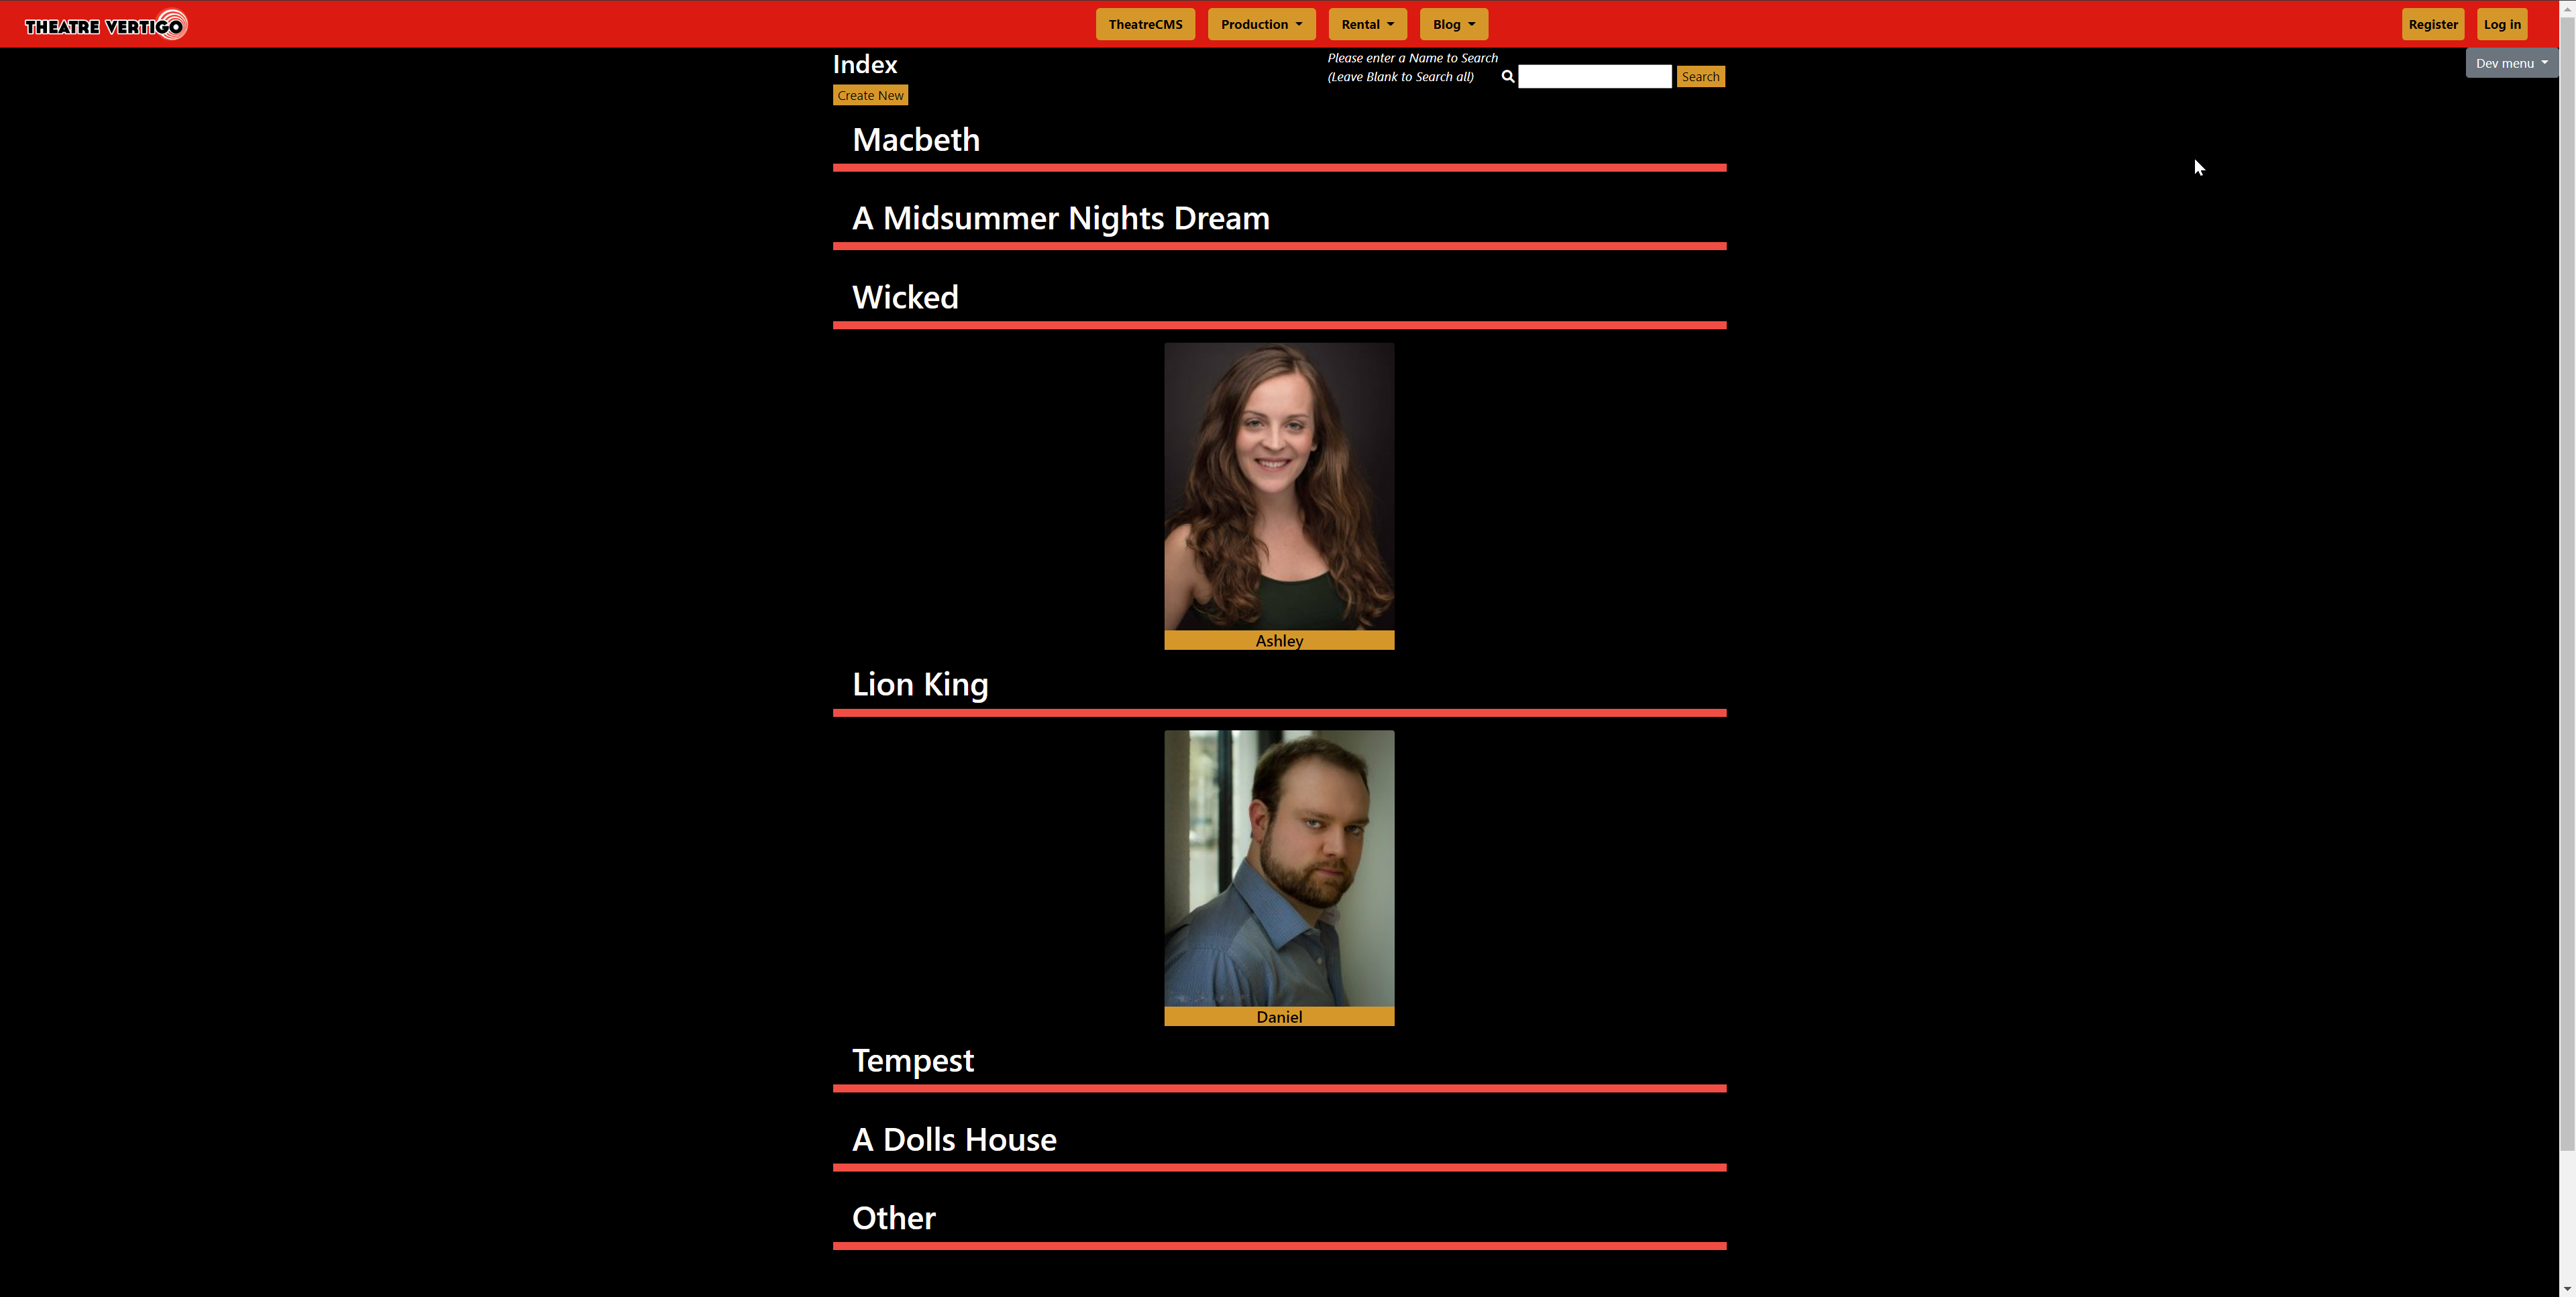 THEATRE VERTIGO
TheatreCMS Production Rental Blog
Register Log in
Dev menu
Index
Create New
Please enter a Name to Search
(Leave Blank to Search all) Search
Macbeth
A Midsummer Nights Dream
Wicked
Ashley
Lion King
Daniel
Tempest
A Dolls House
Other